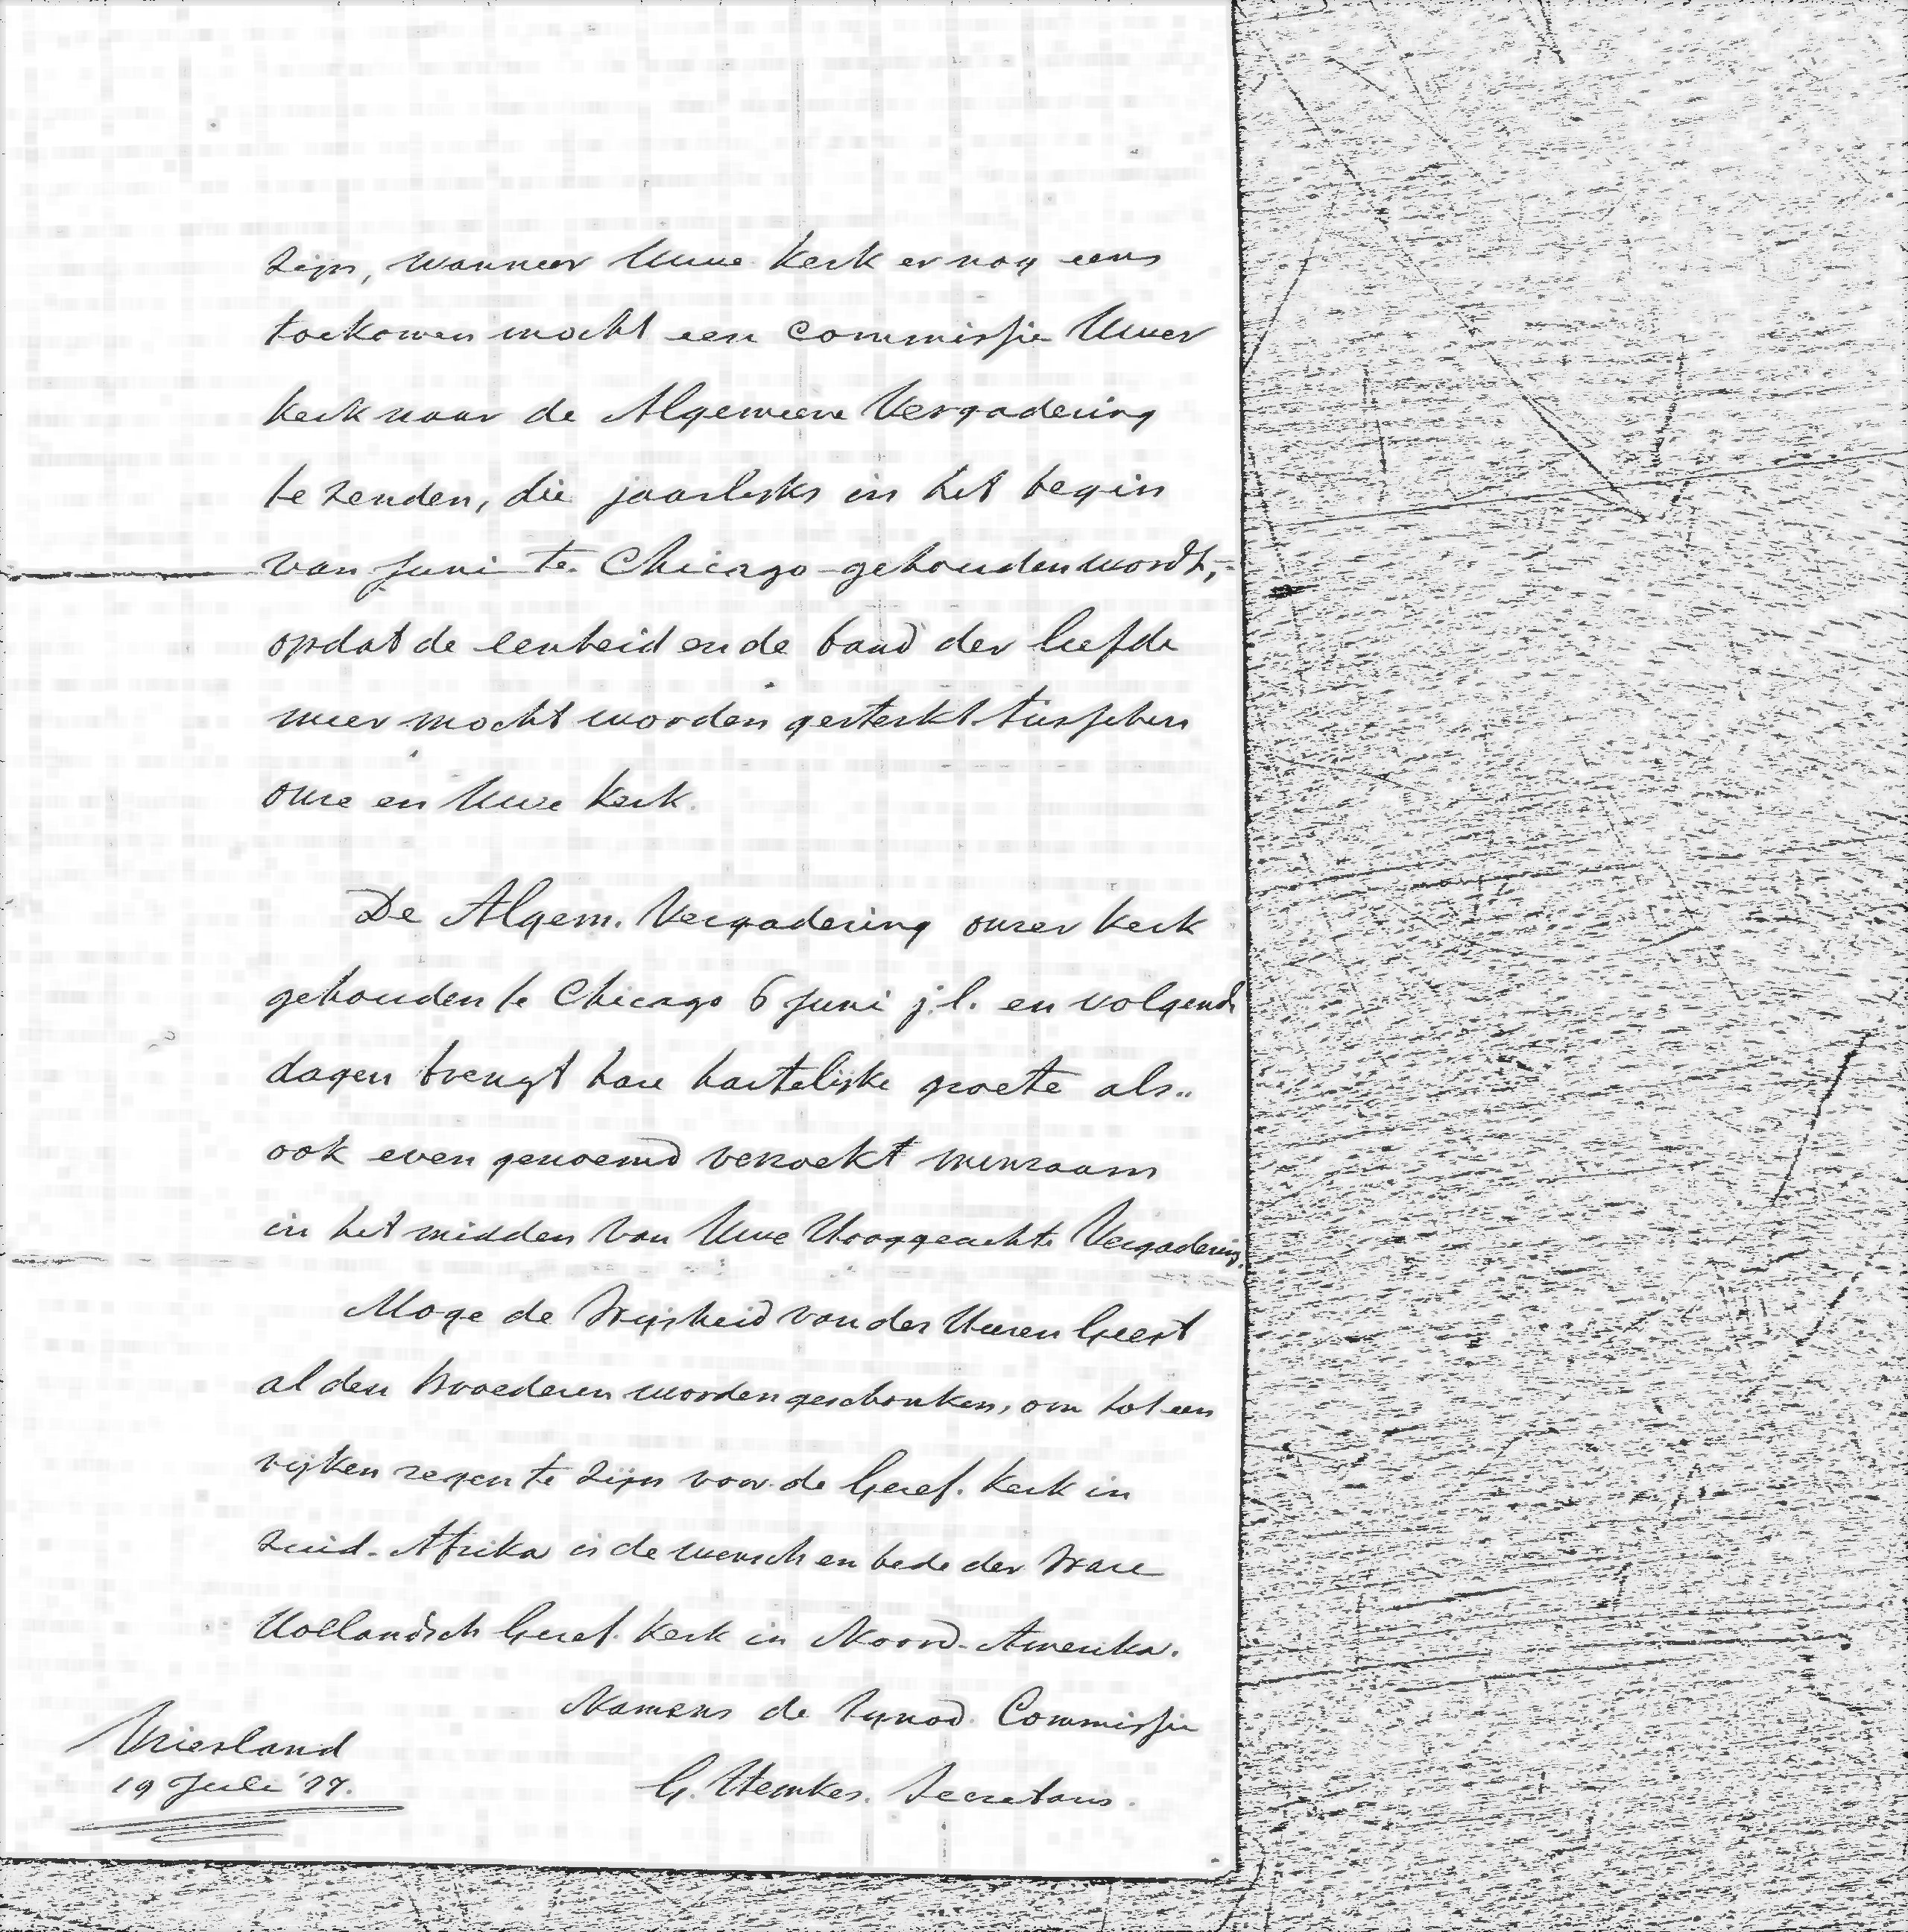 zijn, wanneer Uwe Kerk er nog eens
toekomen mocht een Commissie Uwer
Kerk naar de Algemeene Vergadering
te zenden, die jaarlijks in het begin
van Juni te Chicago gehouden wordt,
opdat de eenheid en de band der liefde
meer mocht worden gesterkt tusschen
onze en Uwe Kerk.
De Algem. Vergadering onzer Kerk
gehouden te Chicago 6 Juni j.l. en volgende
dagen brengt hare hartelijke groete als..
ook even genoemd verzoekt minzaam
in het midden van Uwe Hooggeachte Vergadering.
Moge de Wijsheid van den Heeren Geest
al den Broederen worden geschonken, om tot een
rijken zegen te zijn voor de Geref. Kerk in
Zuid-Afrika is de wensch en bede der Ware
Hollandsch Geref. Kerk in Noord-Amerika.
Namens de Synod. Commissie
Vriesland
19 Juli '77.
G. Hemkes. Secretaris.